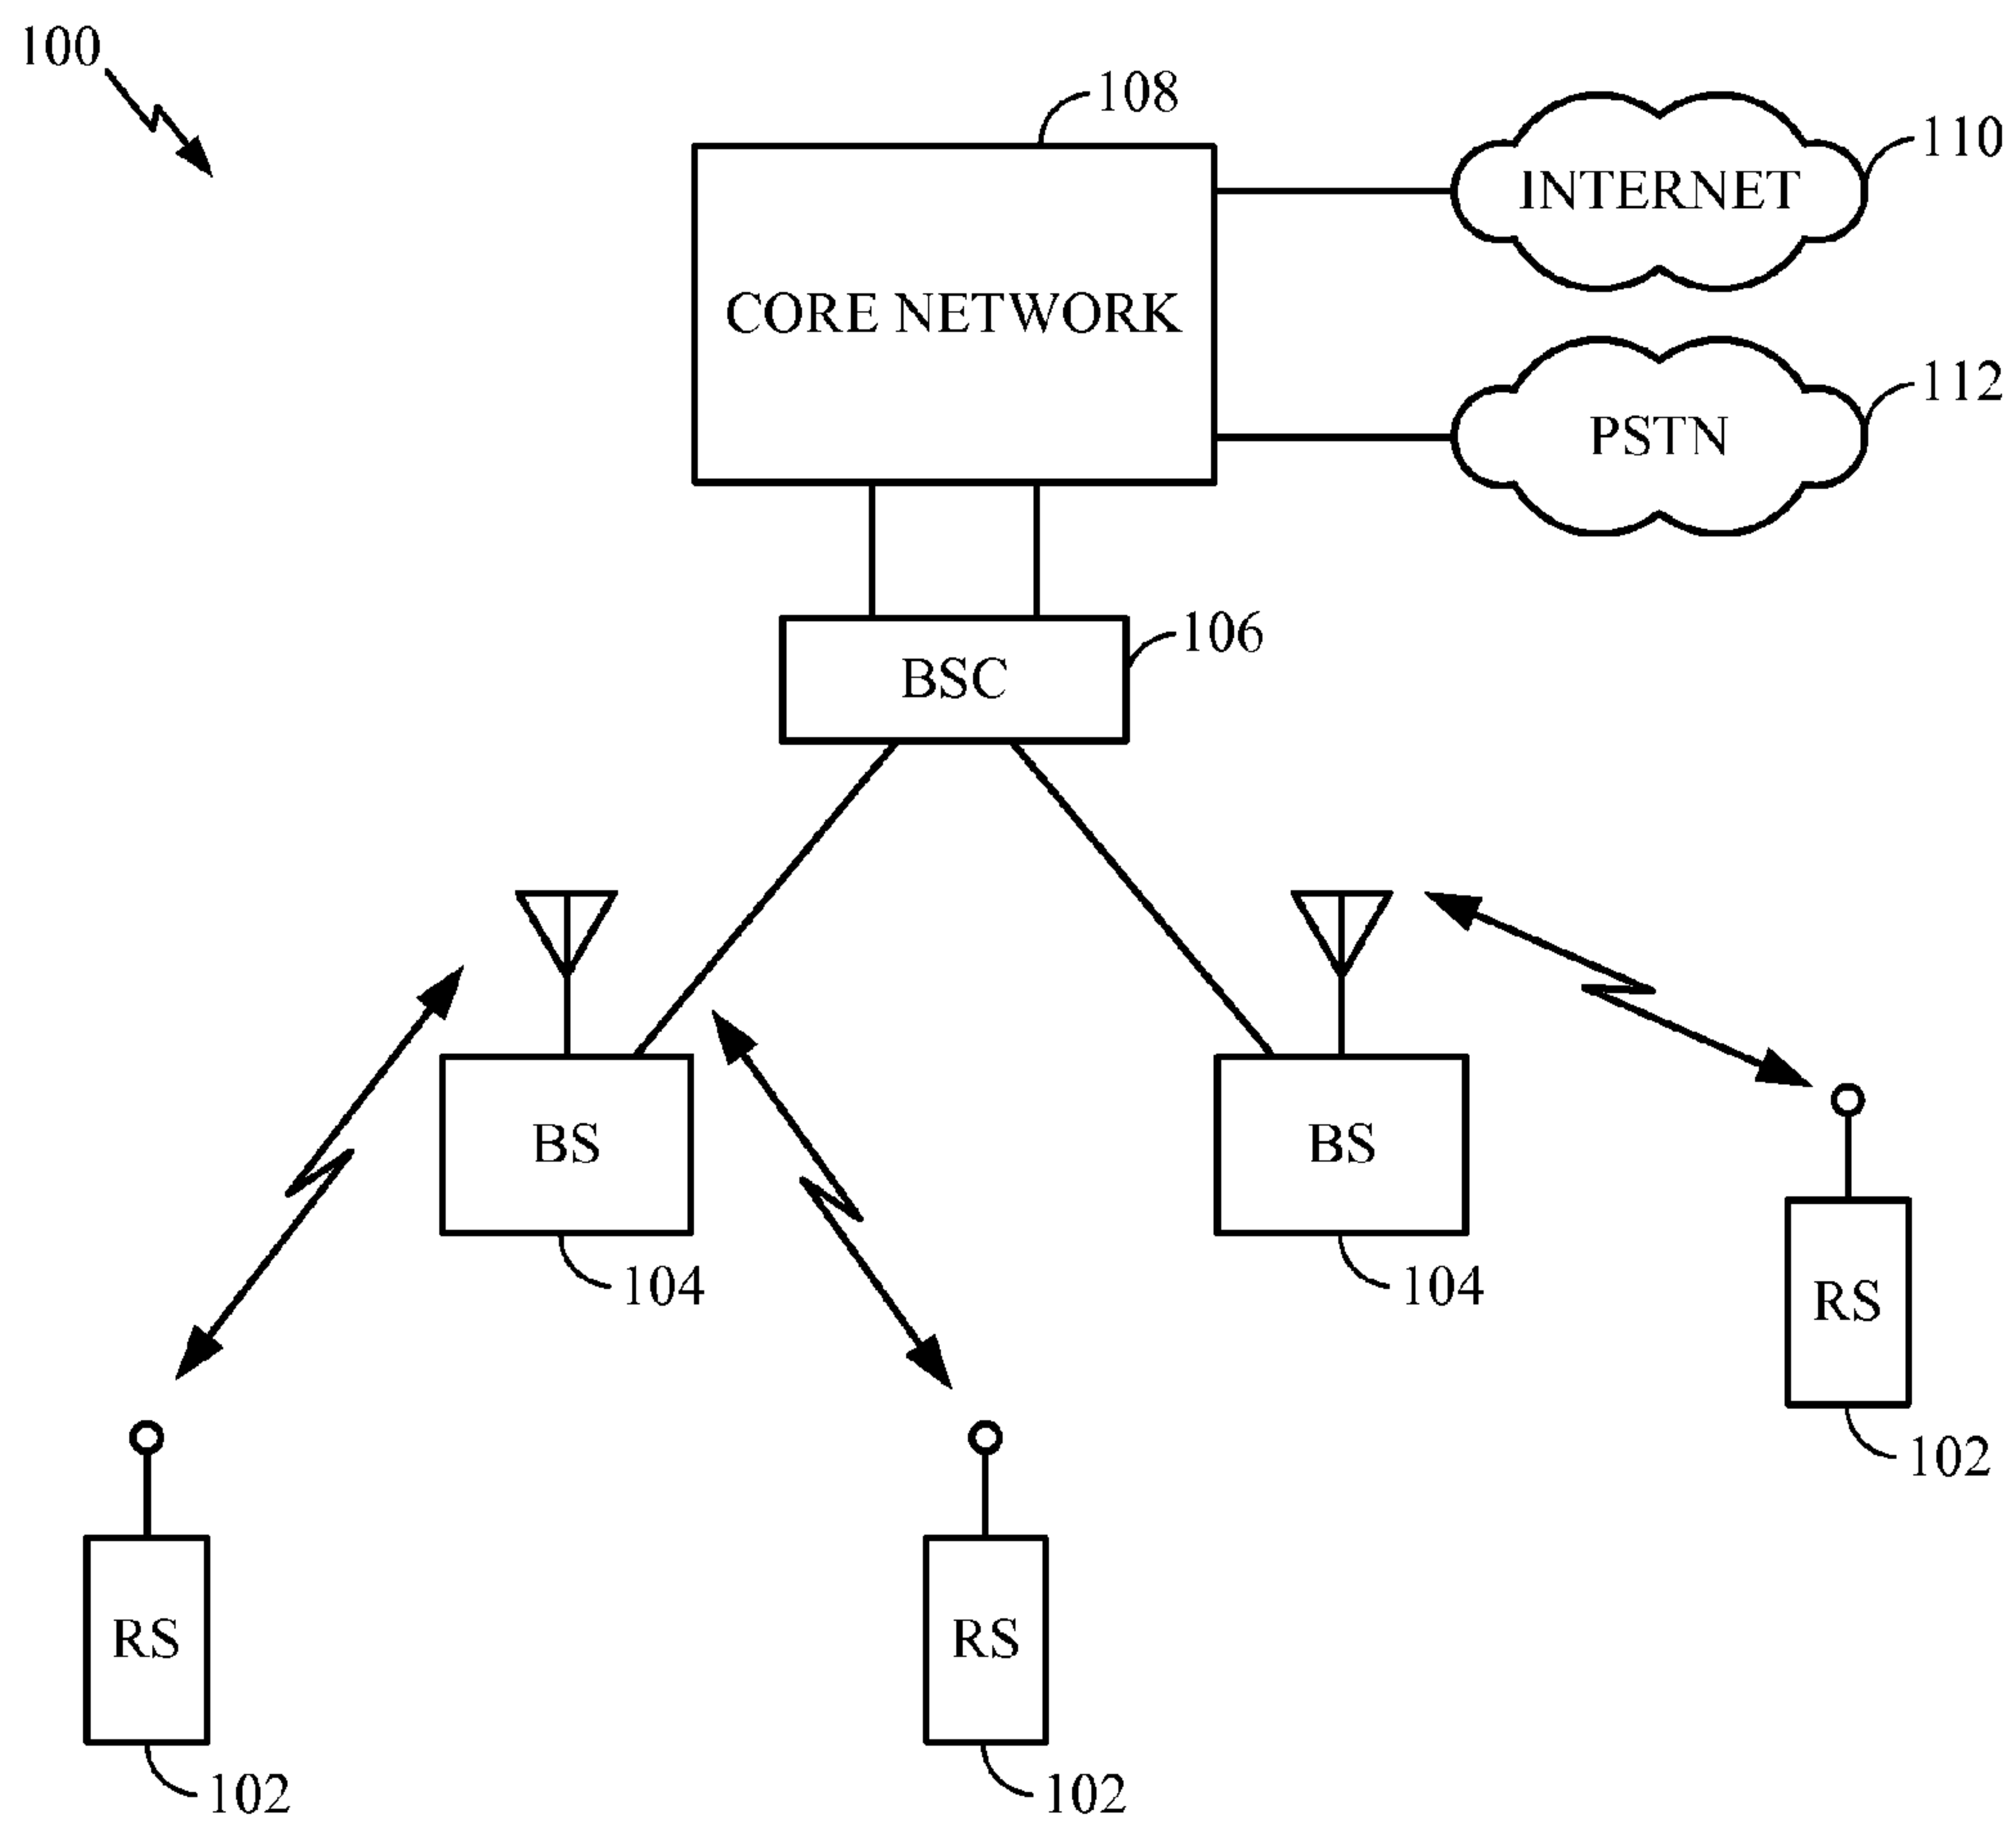 100
108
110
INTERNET
CORE NETWORK
112
PSTN
106
BSC
BS
BS
104
104
RS
102
RS
RS
102
102